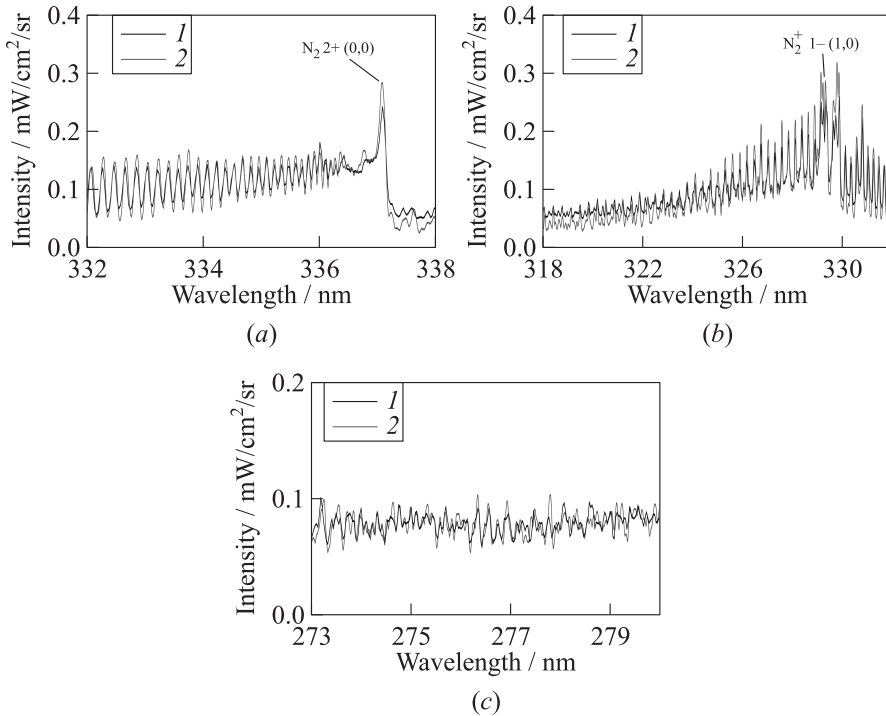 0.4
0.3
0.2
0.1
0.0
Intensity / mW/cm²/sr
1
2
N₂ 2+ (0,0)
332
334
336
338
Wavelength / nm
(a)
0.4
0.3
0.2
0.1
0.0
Intensity / mW/cm²/sr
1
2
N₂⁺ 1− (1,0)
318
322
326
330
Wavelength / nm
(b)
0.2
0.1
0.0
Intensity / mW/cm²/sr
1
2
273
275
277
279
Wavelength / nm
(c)